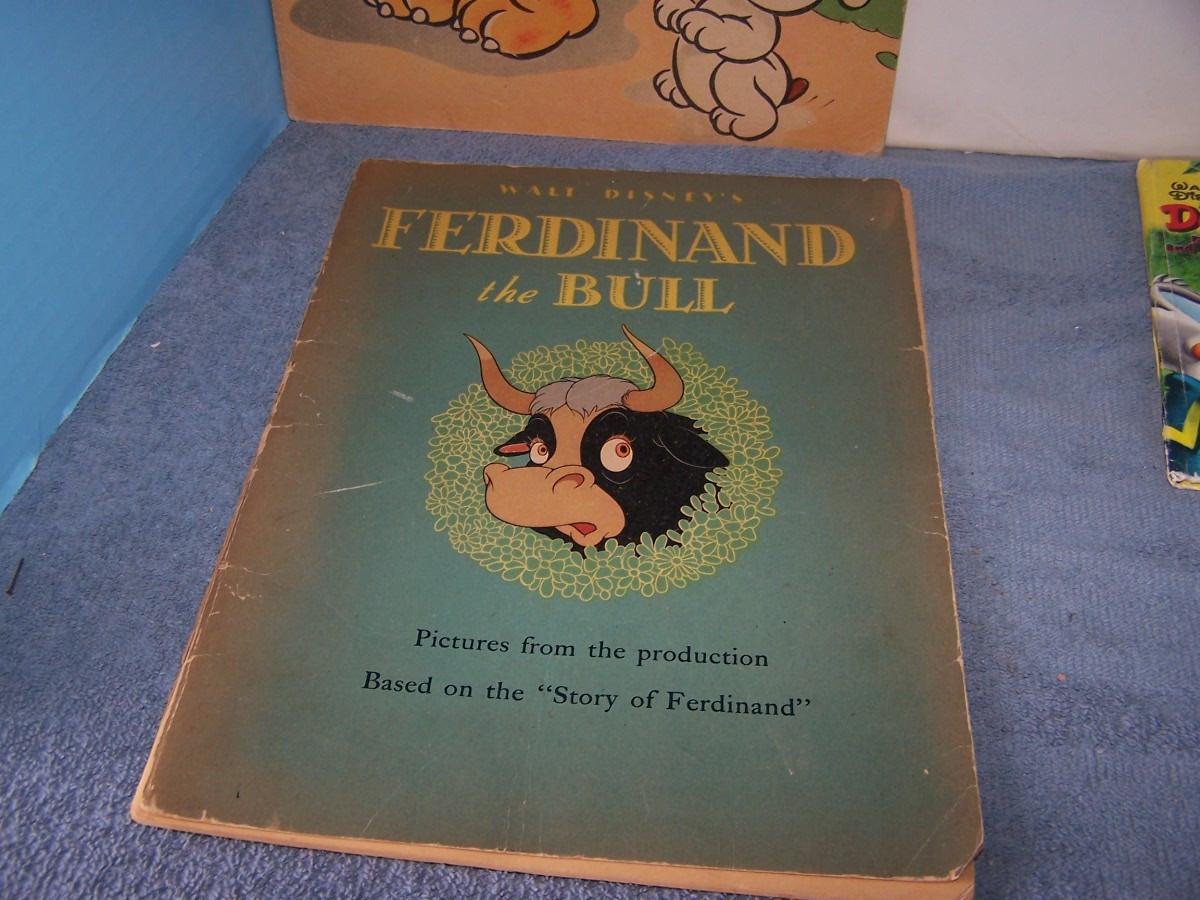 WALT DISNEY'S
FERDINAND
the BULL
Pictures from the production
Based on the “Story of Ferdinand”